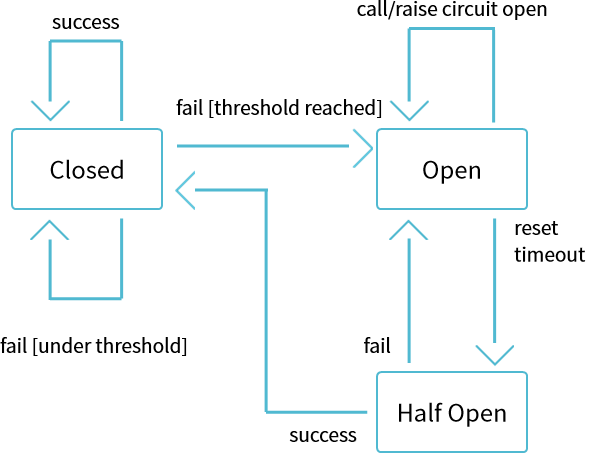 call/raise circuit open
success
fail [threshold reached]
Closed
Open
reset
timeout
fail [under threshold]
fail
Half Open
success